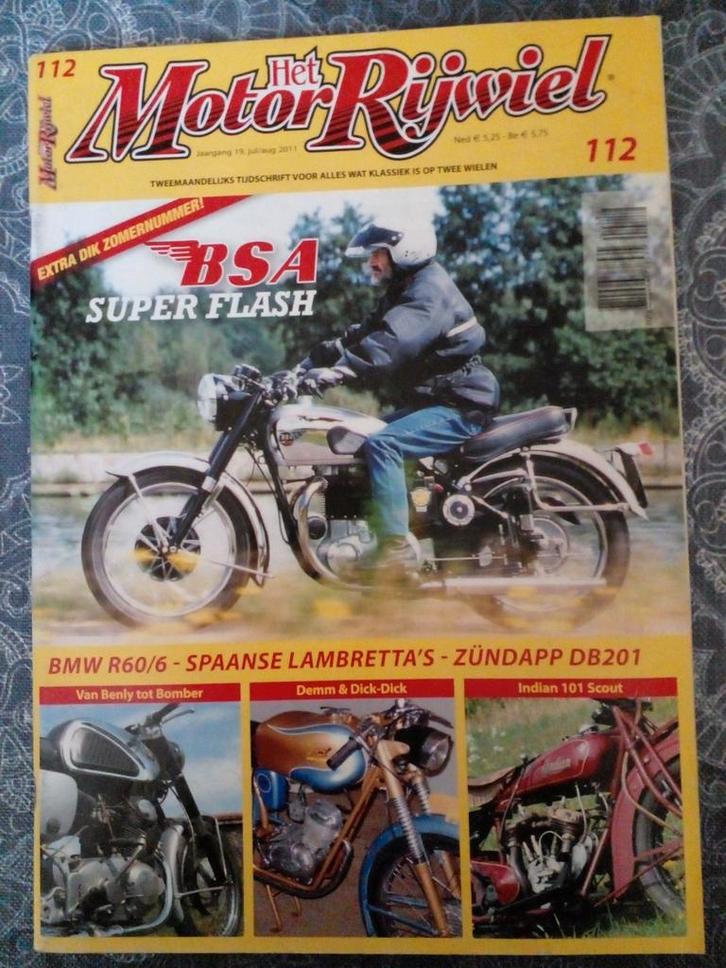 112
Het
MotorRijwiel
MotorRijwiel
Jaargang 19, jul/aug 2011
Ned € 5,25 - Be € 5,75
112
TWEEMAANDELIJKS TIJDSCHRIFT VOOR ALLES WAT KLASSIEK IS OP TWEE WIELEN
EXTRA DIK ZOMERNUMMER!
BSA
SUPER FLASH
BMW R60/6 - SPAANSE LAMBRETTA'S - ZÜNDAPP DB201
Van Benly tot Bomber
Demm & Dick-Dick
Indian 101 Scout
Indian